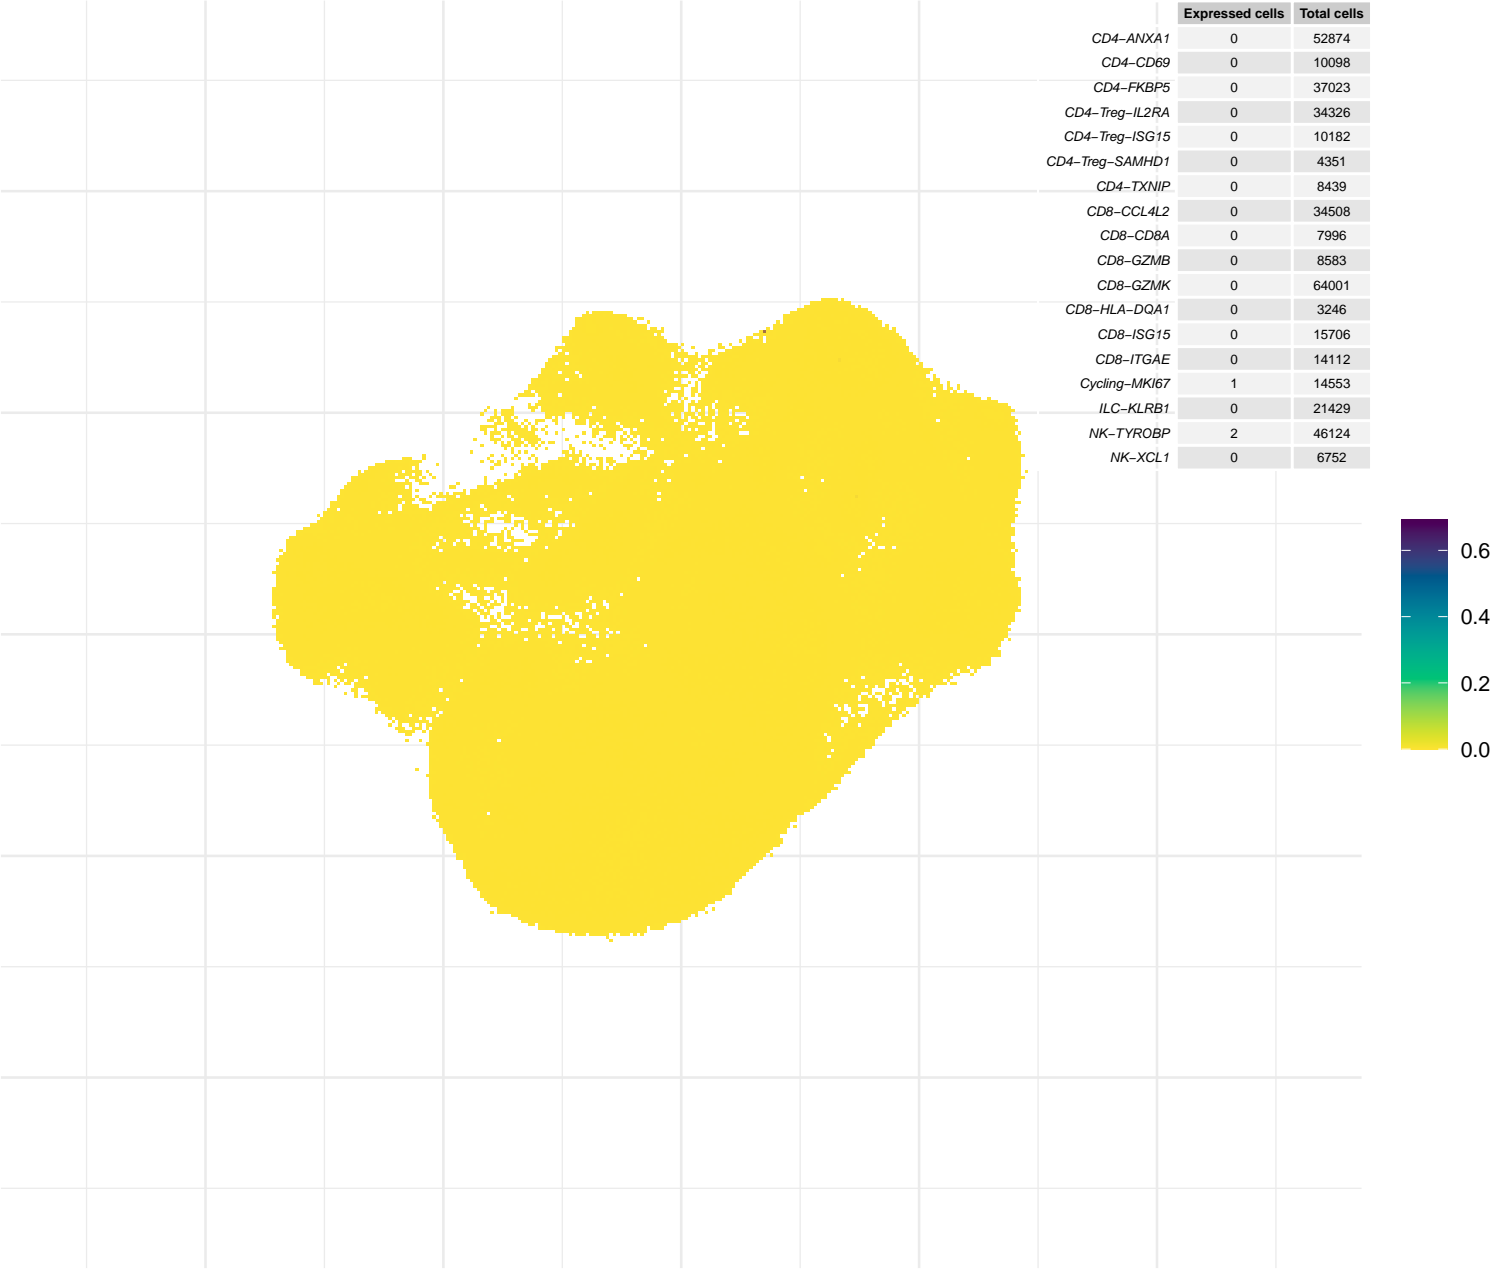 Expressed cells Total cells
CD4−ANXA1 0 52874
CD4−CD69 0 10098
CD4−FKBP5 0 37023
CD4−Treg−IL2RA 0 34326
CD4−Treg−ISG15 0 10182
CD4−Treg−SAMHD1 0 4351
CD4−TXNIP 0 8439
CD8−CCL4L2 0 34508
CD8−CD8A 0 7996
CD8−GZMB 0 8583
CD8−GZMK 0 64001
CD8−HLA−DQA1 0 3246
CD8−ISG15 0 15706
CD8−ITGAE 0 14112
Cycling−MKI67 1 14553
ILC−KLRB1 0 21429
NK−TYROBP 2 46124
NK−XCL1 0 6752
0.6
0.4
0.2
0.0